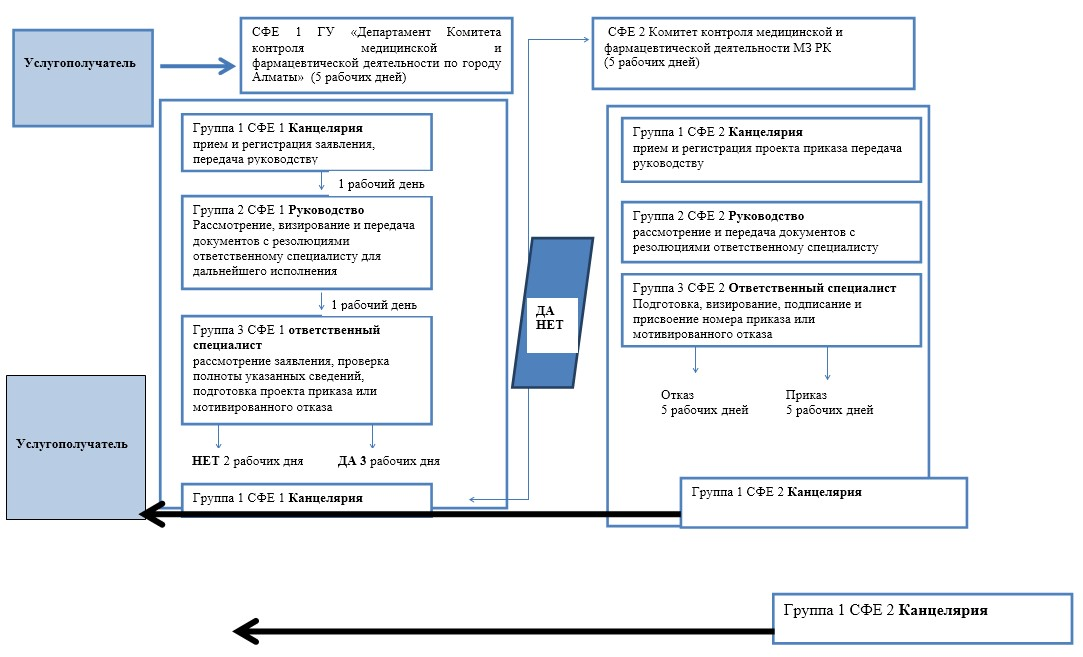 Услугополучатель
СФЕ 1 ГУ «Департамент Комитета
контроля медицинской и
фармацевтической деятельности по городу
Алматы» (5 рабочих дней)
СФЕ 2 Комитет контроля медицинской и
фармацевтической деятельности МЗ РК
(5 рабочих дней)
Группа 1 СФЕ 1 Канцелярия
прием и регистрация заявления,
передача руководству
1 рабочий день
Группа 2 СФЕ 1 Руководство
Рассмотрение, визирование и передача
документов с резолюциями
ответственному специалисту для
дальнейшего исполнения
1 рабочий день
Группа 3 СФЕ 1 ответственный
специалист
рассмотрение заявления, проверка
полноты указанных сведений,
подготовка проекта приказа или
мотивированного отказа
НЕТ 2 рабочих дня
ДА 3 рабочих дня
Группа 1 СФЕ 1 Канцелярия
ДА
НЕТ
Группа 1 СФЕ 2 Канцелярия
прием и регистрация проекта приказа передача
руководству
Группа 2 СФЕ 2 Руководство
рассмотрение и передача документов с
резолюциями ответственному специалисту
Группа 3 СФЕ 2 Ответственный специалист
Подготовка, визирование, подписание и
присвоение номера приказа или
мотивированного отказа
Отказ
5 рабочих дней
Приказ
5 рабочих дней
Услугополучатель
Группа 1 СФЕ 2 Канцелярия
Группа 1 СФЕ 2 Канцелярия